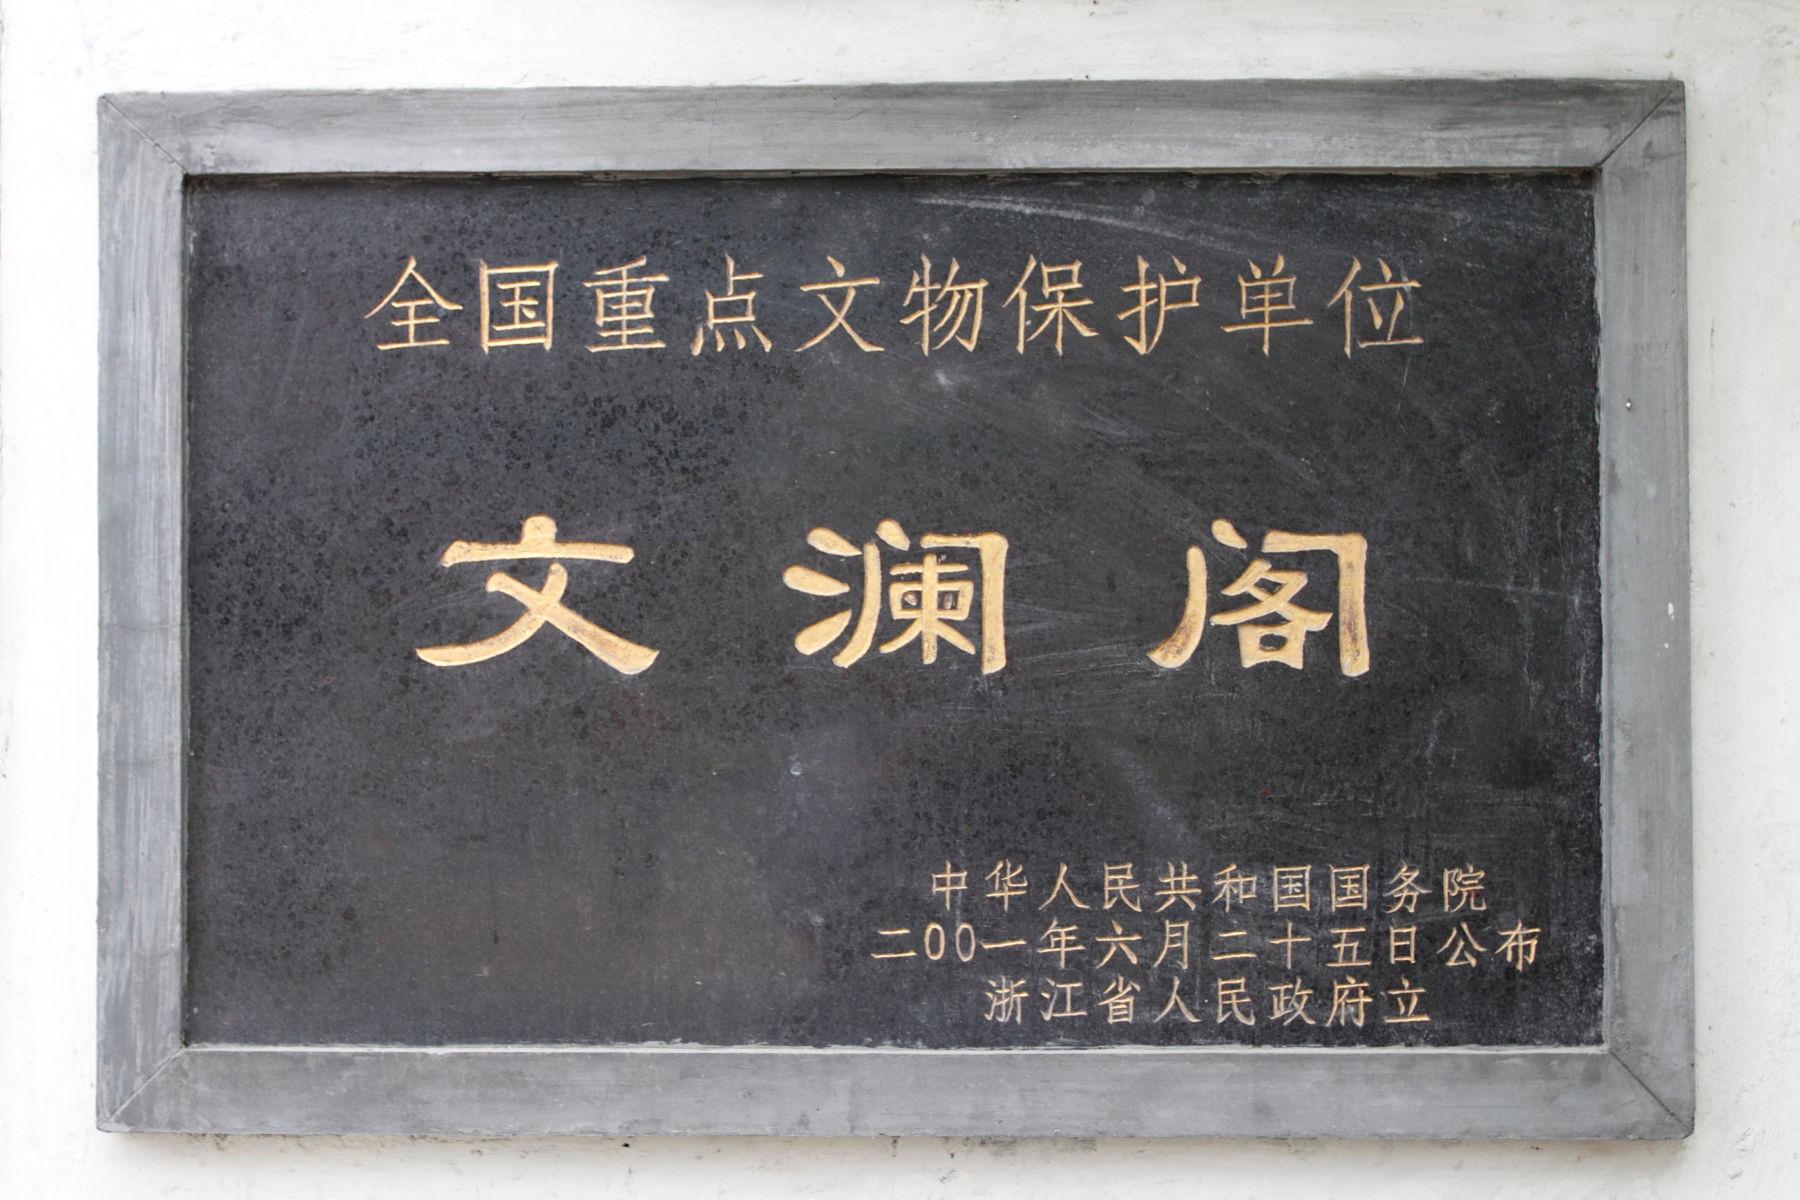 全国重点文物保护单位
文澜阁
中华人民共和国国务院
二00一年六月二十五日公布
浙江省人民政府立